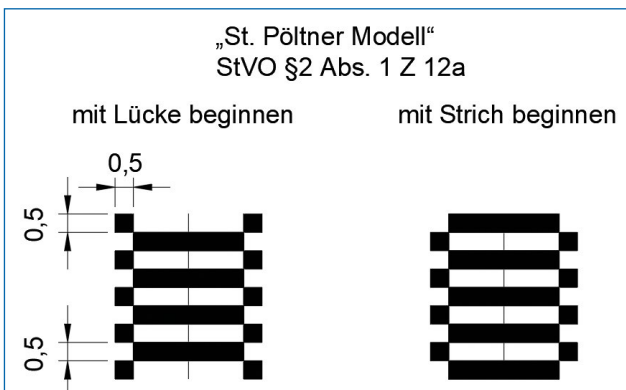 „St. Pöltner Modell“
StVO §2 Abs. 1 Z 12a
mit Lücke beginnen
mit Strich beginnen
0,5
0,5
0,5